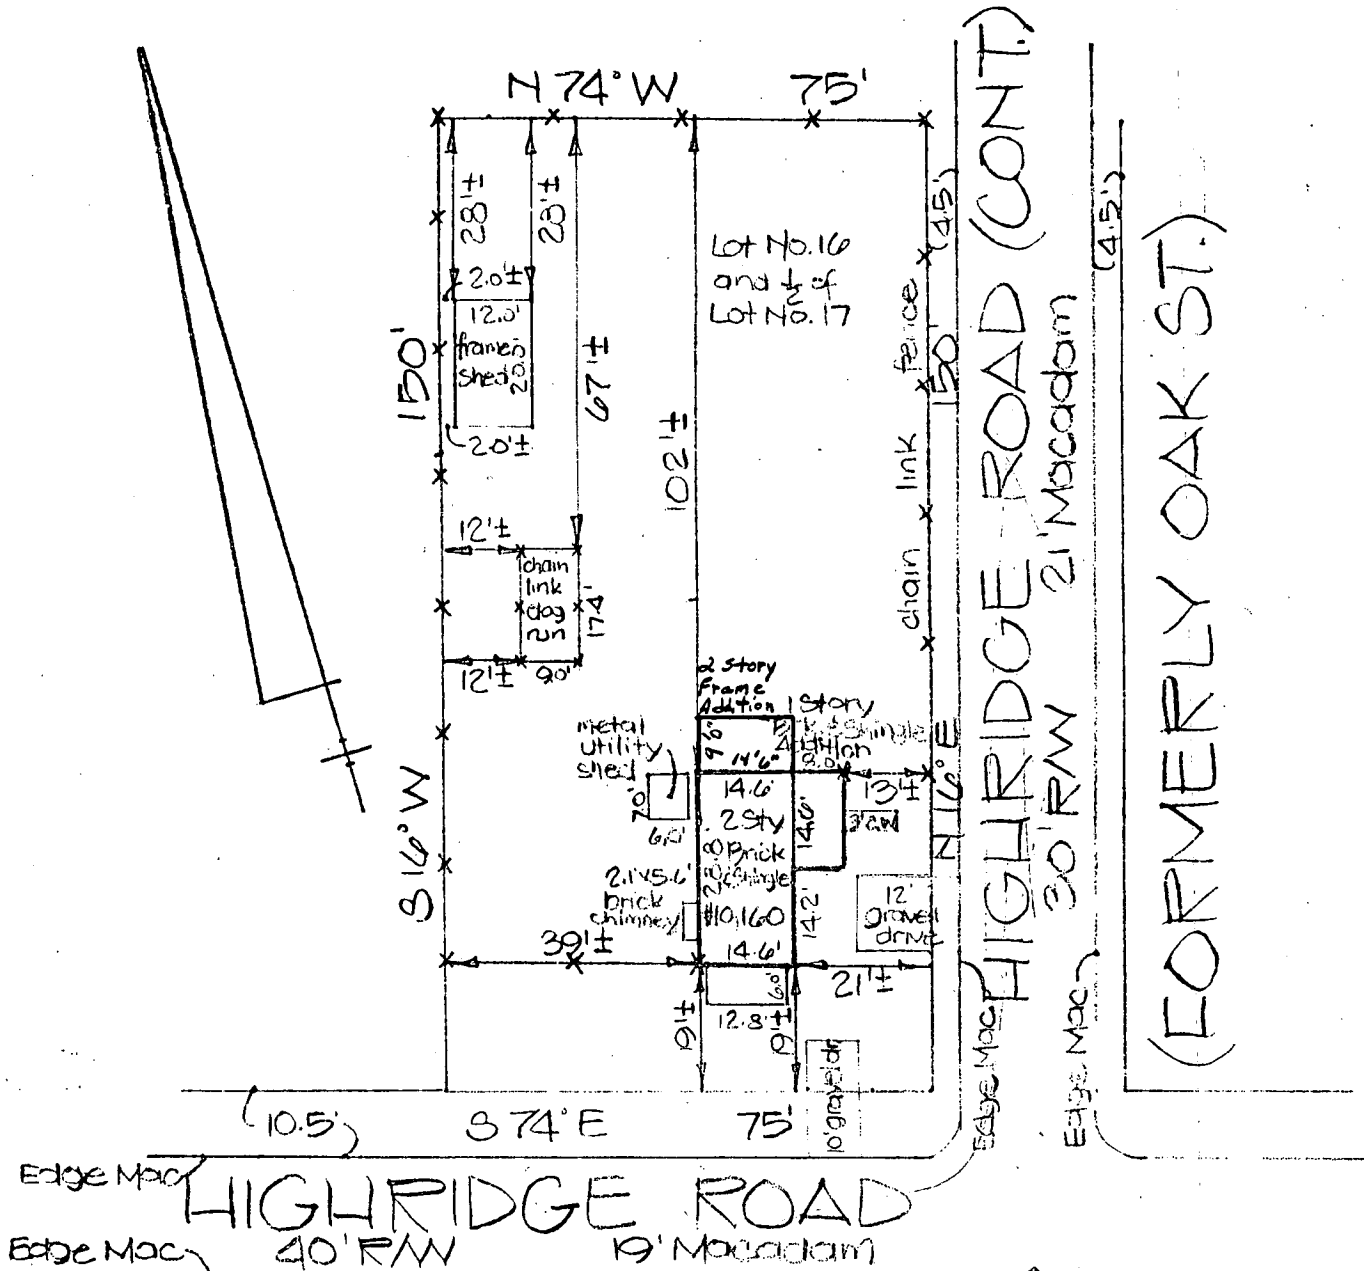 N 74° W 75'
28'±
28'±
2.0'±
12.0'
frame
shed
20.0'
2.0'±
150'
67'±
102'±
Lot No. 16
and ½ of
Lot No. 17
(4.5')
fence
150'
link
chain
(4.5')
HIGHRIDGE ROAD (CONT.)
30' R/W 21' Macadam
(FORMERLY OAK ST.)
12'±
chain
link
dog
run
17.4'
12'±
9.0'
2 Story
Frame
Addition
1 Story
& Shingle
Addition
9'6"
14'6"
8.0'
13'±
metal
utility
shed
7.0'
6.0'
14.6'
2 Sty
Brick
& Shingle
28.8'
14.6'
N 16° E
S 16° W
2.1'x5.6'
brick
chimney
#10,160
14.2'
12'
gravel
drive
39'±
14.6'
21'±
6.0'
12.8'
19'±
19'±
10' gravel dr
Edge Mac
Edge Mac
10.5'
S 74° E 75'
Edge Mac
HIGHRIDGE ROAD
Edge Mac 40' R/W 19' Macadam